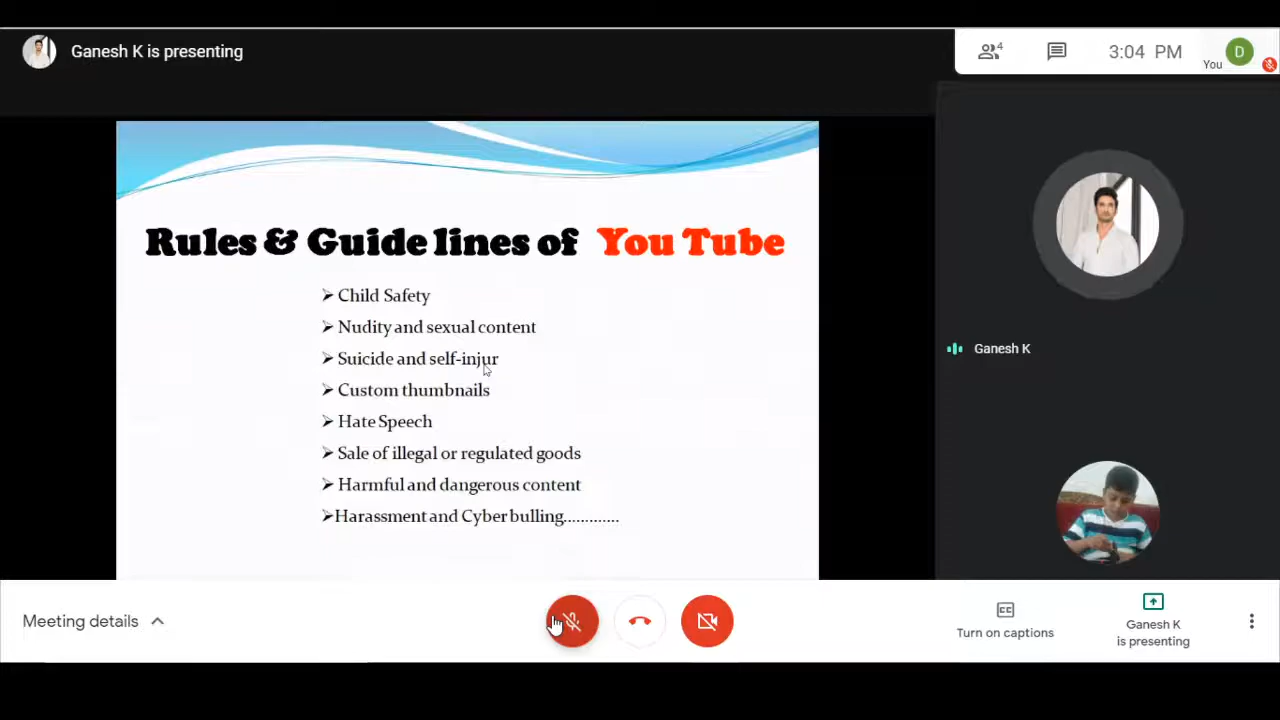 Ganesh K is presenting
4
3:04 PM
You
D
Rules & Guide lines of You Tube
➢ Child Safety
➢ Nudity and sexual content
➢ Suicide and self-injur
➢ Custom thumbnails
➢ Hate Speech
➢ Sale of illegal or regulated goods
➢ Harmful and dangerous content
➢Harassment and Cyber bulling.............
Ganesh K
Meeting details
CC
Turn on captions
Ganesh K
is presenting